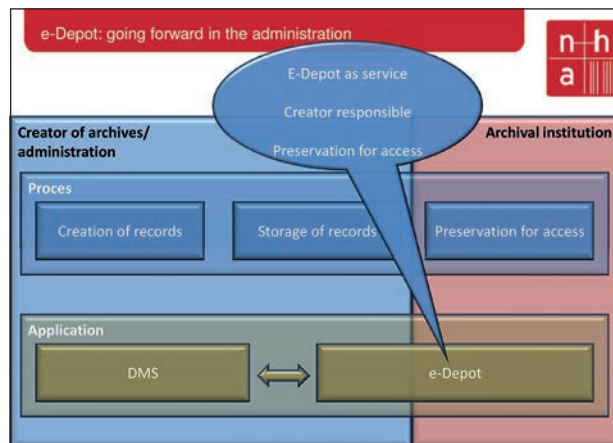 e-Depot: going forward in the administration
n h
a
E-Depot as service
Creator responsible
Preservation for access
Creator of archives/
administration
Archival institution
Proces
Creation of records
Storage of records
Preservation for access
Application
DMS
e-Depot